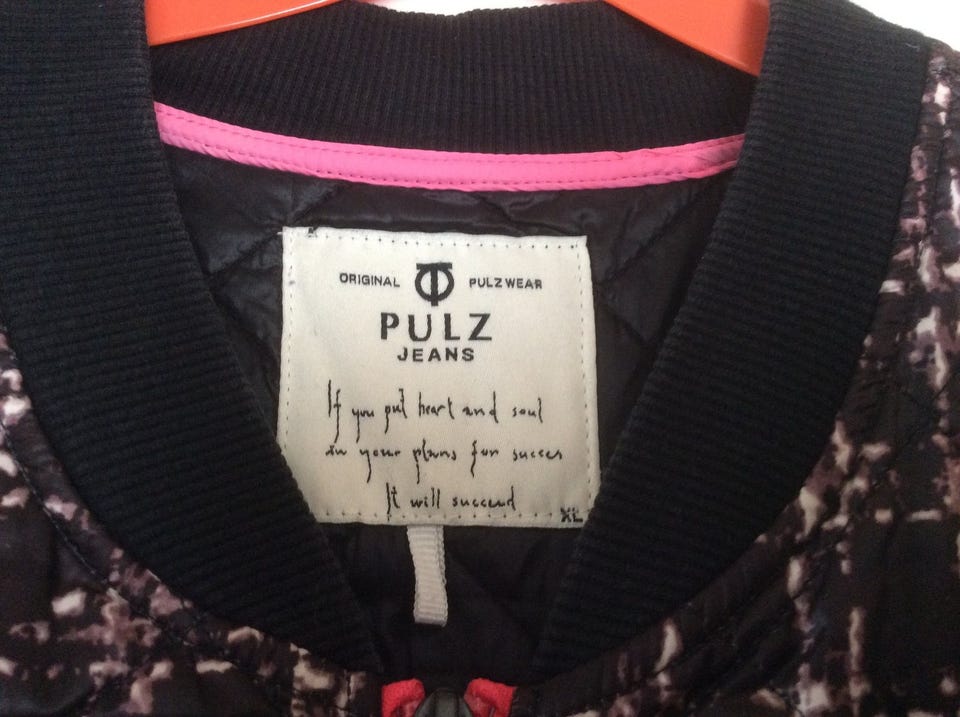 ORIGINAL PULZWEAR
PULZ
JEANS
If you put heart and soul
in your plans for succes
It will succeed
XL